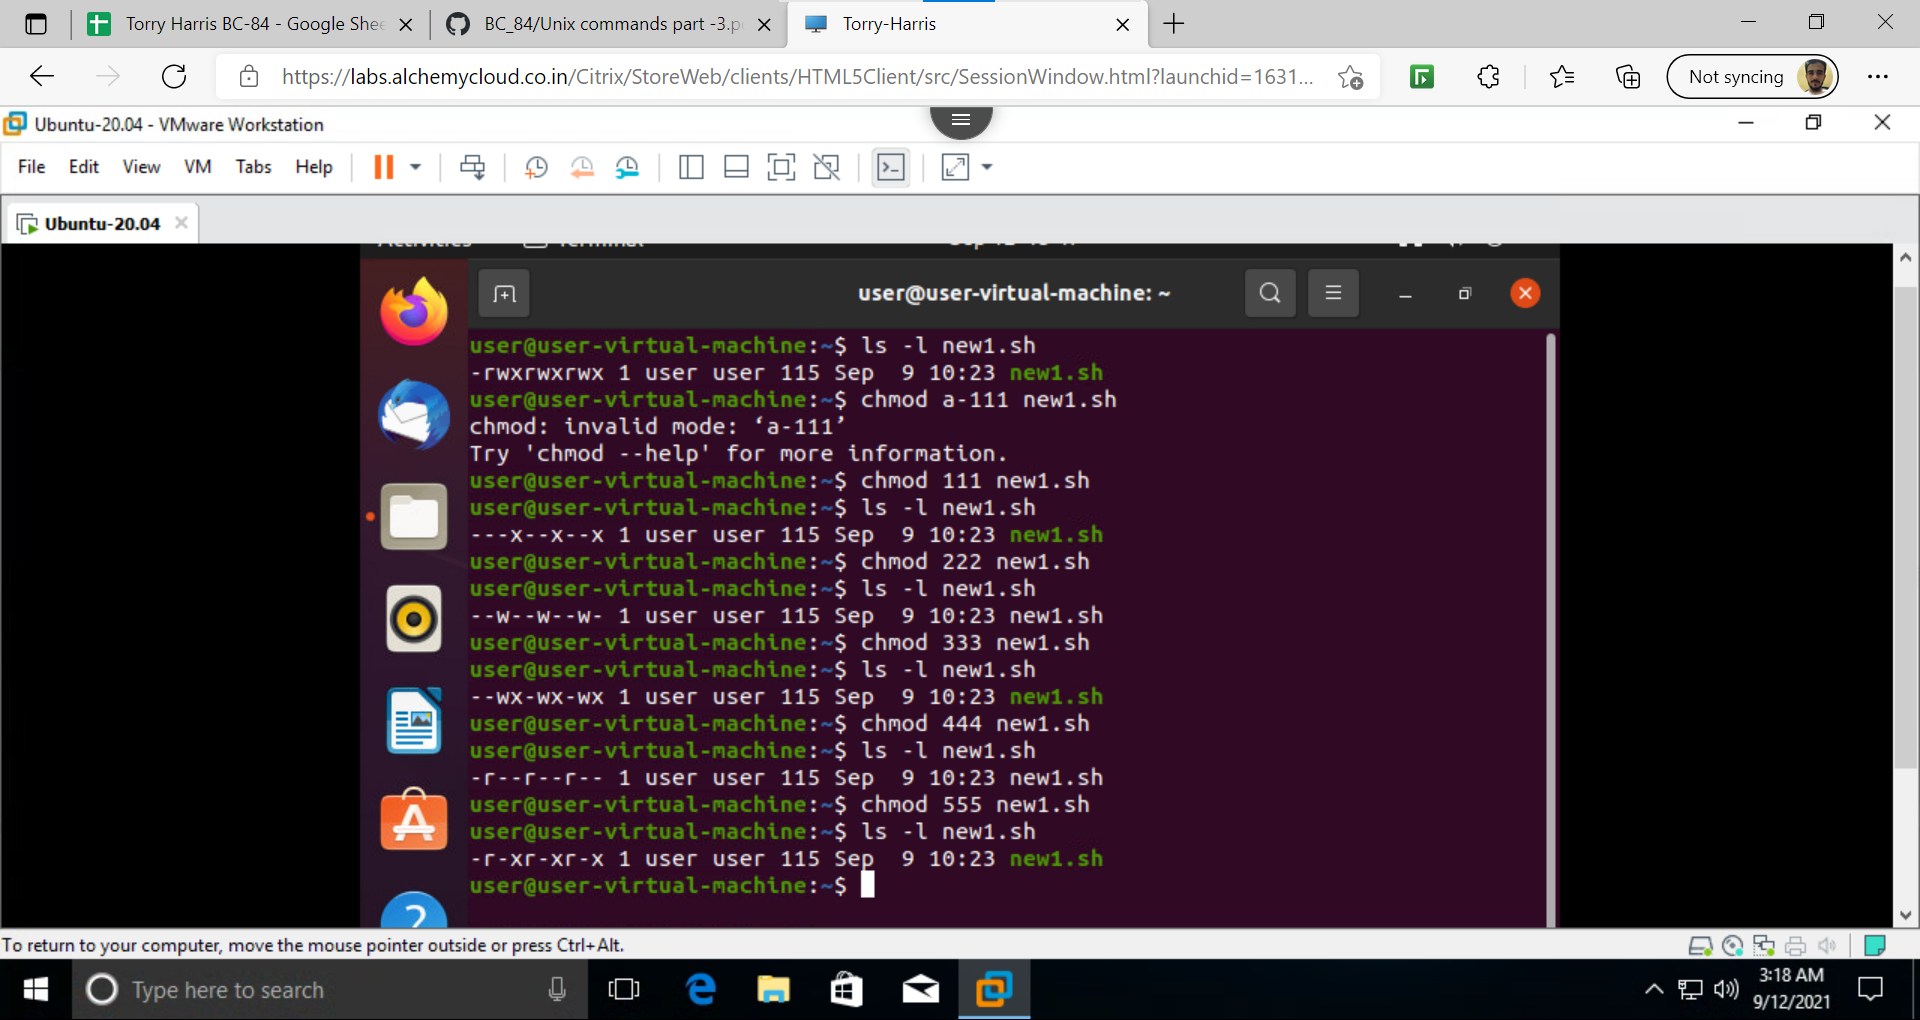 Torry Harris BC-84 - Google Shee
BC_84/Unix commands part -3.p
Torry-Harris
https://labs.alchemycloud.co.in/Citrix/StoreWeb/clients/HTML5Client/src/SessionWindow.html?launchid=1631...
Not syncing
Ubuntu-20.04 - VMware Workstation
File Edit View VM Tabs Help
Ubuntu-20.04
Activities Terminal
user@user-virtual-machine: ~
user@user-virtual-machine:~$ ls -l new1.sh
-rwxrwxrwx 1 user user 115 Sep  9 10:23 new1.sh
user@user-virtual-machine:~$ chmod a-111 new1.sh
chmod: invalid mode: ‘a-111’
Try 'chmod --help' for more information.
user@user-virtual-machine:~$ chmod 111 new1.sh
user@user-virtual-machine:~$ ls -l new1.sh
---x--x--x 1 user user 115 Sep  9 10:23 new1.sh
user@user-virtual-machine:~$ chmod 222 new1.sh
user@user-virtual-machine:~$ ls -l new1.sh
--w--w--w- 1 user user 115 Sep  9 10:23 new1.sh
user@user-virtual-machine:~$ chmod 333 new1.sh
user@user-virtual-machine:~$ ls -l new1.sh
--wx-wx-wx 1 user user 115 Sep  9 10:23 new1.sh
user@user-virtual-machine:~$ chmod 444 new1.sh
user@user-virtual-machine:~$ ls -l new1.sh
-r--r--r-- 1 user user 115 Sep  9 10:23 new1.sh
user@user-virtual-machine:~$ chmod 555 new1.sh
user@user-virtual-machine:~$ ls -l new1.sh
-r-xr-xr-x 1 user user 115 Sep  9 10:23 new1.sh
user@user-virtual-machine:~$
To return to your computer, move the mouse pointer outside or press Ctrl+Alt.
Type here to search
3:18 AM
9/12/2021